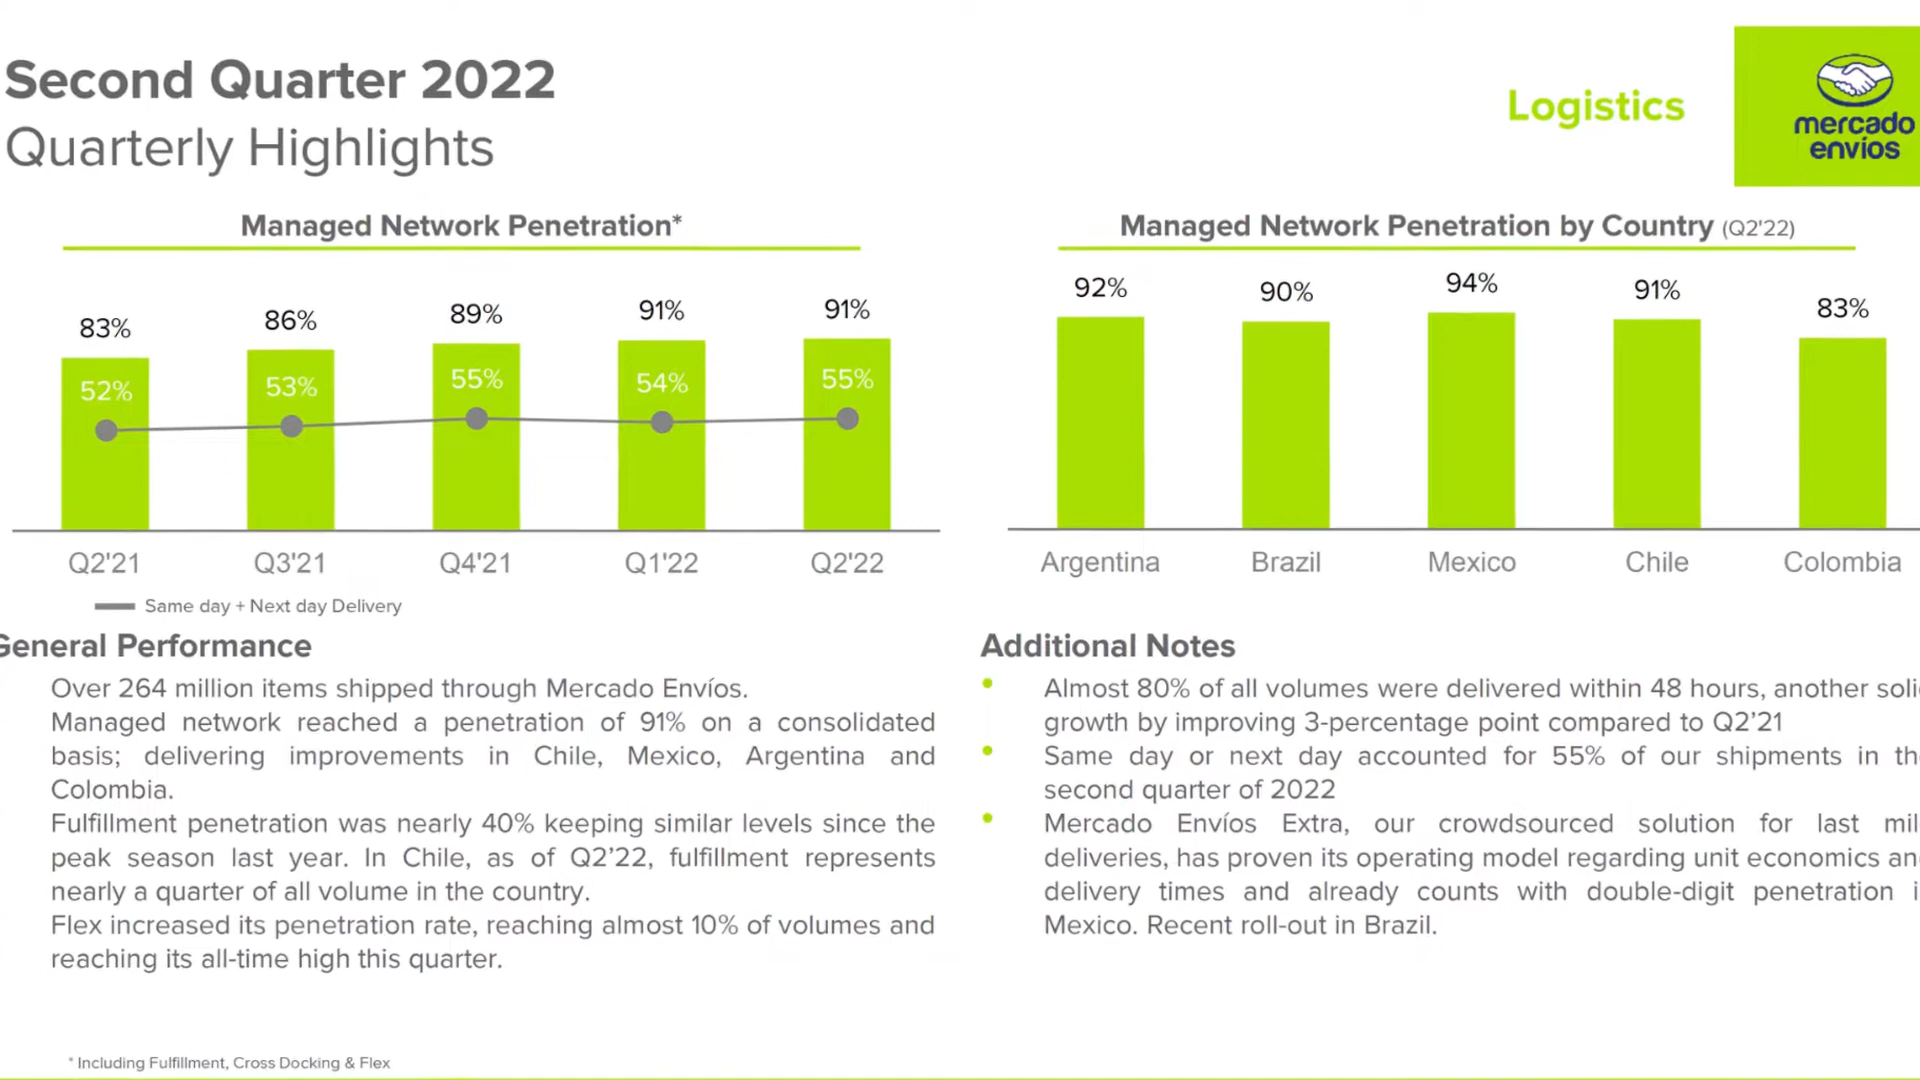 Second Quarter 2022
Quarterly Highlights
Logistics
mercado
envíos
Managed Network Penetration*
83%
86%
89%
91%
91%
52%
53%
55%
54%
55%
Q2'21
Q3'21
Q4'21
Q1'22
Q2'22
Same day + Next day Delivery
Managed Network Penetration by Country (Q2'22)
92%
90%
94%
91%
83%
Argentina
Brazil
Mexico
Chile
Colombia
General Performance
Over 264 million items shipped through Mercado Envíos.
Managed network reached a penetration of 91% on a consolidated
basis; delivering improvements in Chile, Mexico, Argentina and
Colombia.
Fulfillment penetration was nearly 40% keeping similar levels since the
peak season last year. In Chile, as of Q2’22, fulfillment represents
nearly a quarter of all volume in the country.
Flex increased its penetration rate, reaching almost 10% of volumes and
reaching its all-time high this quarter.
Additional Notes
• Almost 80% of all volumes were delivered within 48 hours, another
growth by improving 3-percentage point compared to Q2’21
• Same day or next day accounted for 55% of our shipments in
second quarter of 2022
• Mercado Envíos Extra, our crowdsourced solution for last
deliveries, has proven its operating model regarding unit economics
delivery times and already counts with double-digit penetration
Mexico. Recent roll-out in Brazil.
* Including Fulfillment, Cross Docking & Flex